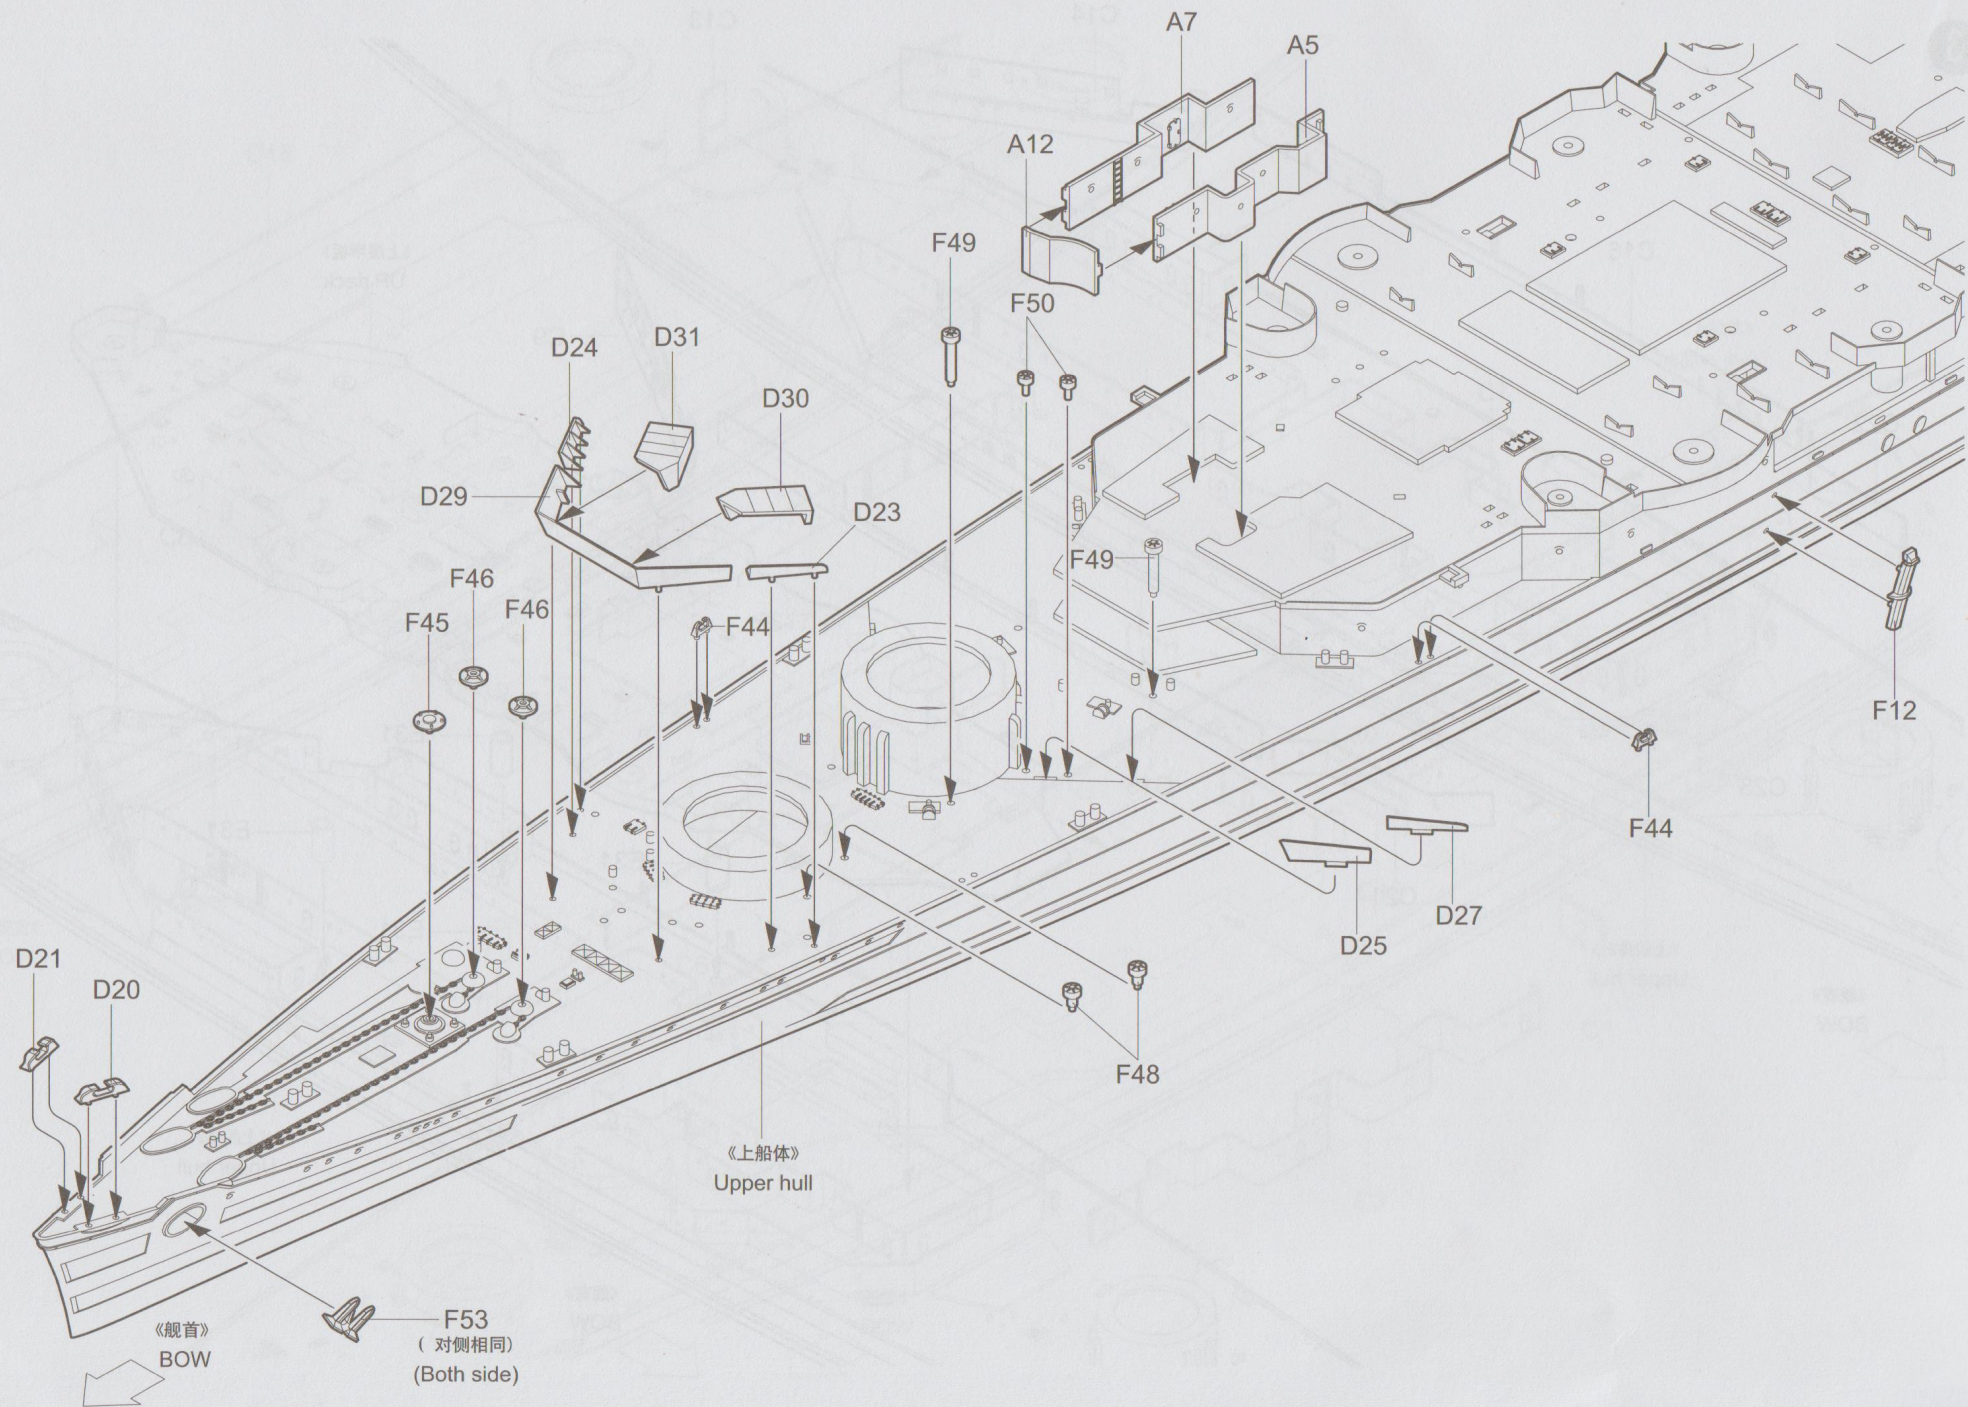 A7
A5
A12
F49
F50
D24
D31
D30
D29
D23
F49
F46
F46
F45
F44
F12
F44
D27
D25
D21
D20
F48
《上船体》
Upper hull
F53
( 对侧相同)
(Both side)
《舰首》
BOW